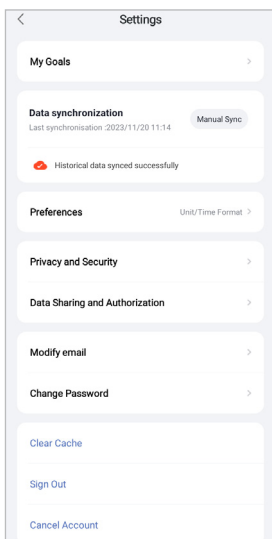 Settings
My Goals
Data synchronization
Last synchronisation :2023/11/20 11:14
Manual Sync
Historical data synced successfully
Preferences
Unit/Time Format
Privacy and Security
Data Sharing and Authorization
Modify email
Change Password
Clear Cache
Sign Out
Cancel Account